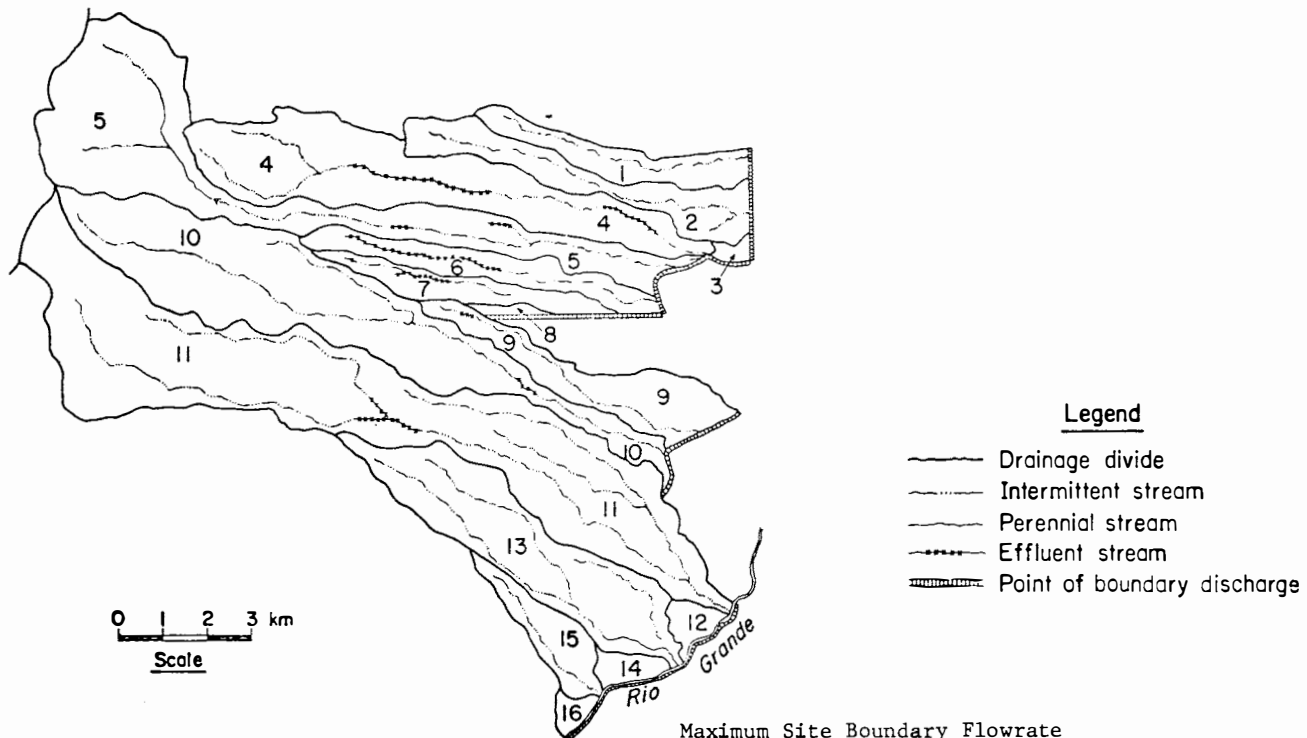 5
4
1
10
4
2
6
5
3
7
8
11
9
9
10
11
13
12
15
14
16
Rio Grande
0 1 2 3 km
Scale
Legend
Drainage divide
Intermittent stream
Perennial stream
Effluent stream
Point of boundary discharge
Maximum Site Boundary Flowrate